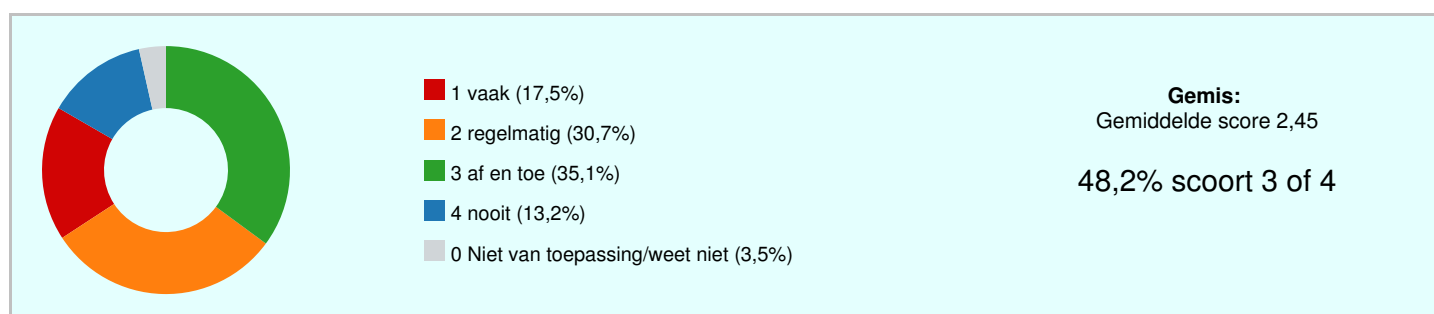 1 vaak (17,5%)
2 regelmatig (30,7%)
3 af en toe (35,1%)
4 nooit (13,2%)
0 Niet van toepassing/weet niet (3,5%)
Gemis:
Gemiddelde score 2,45
48,2% scoort 3 of 4